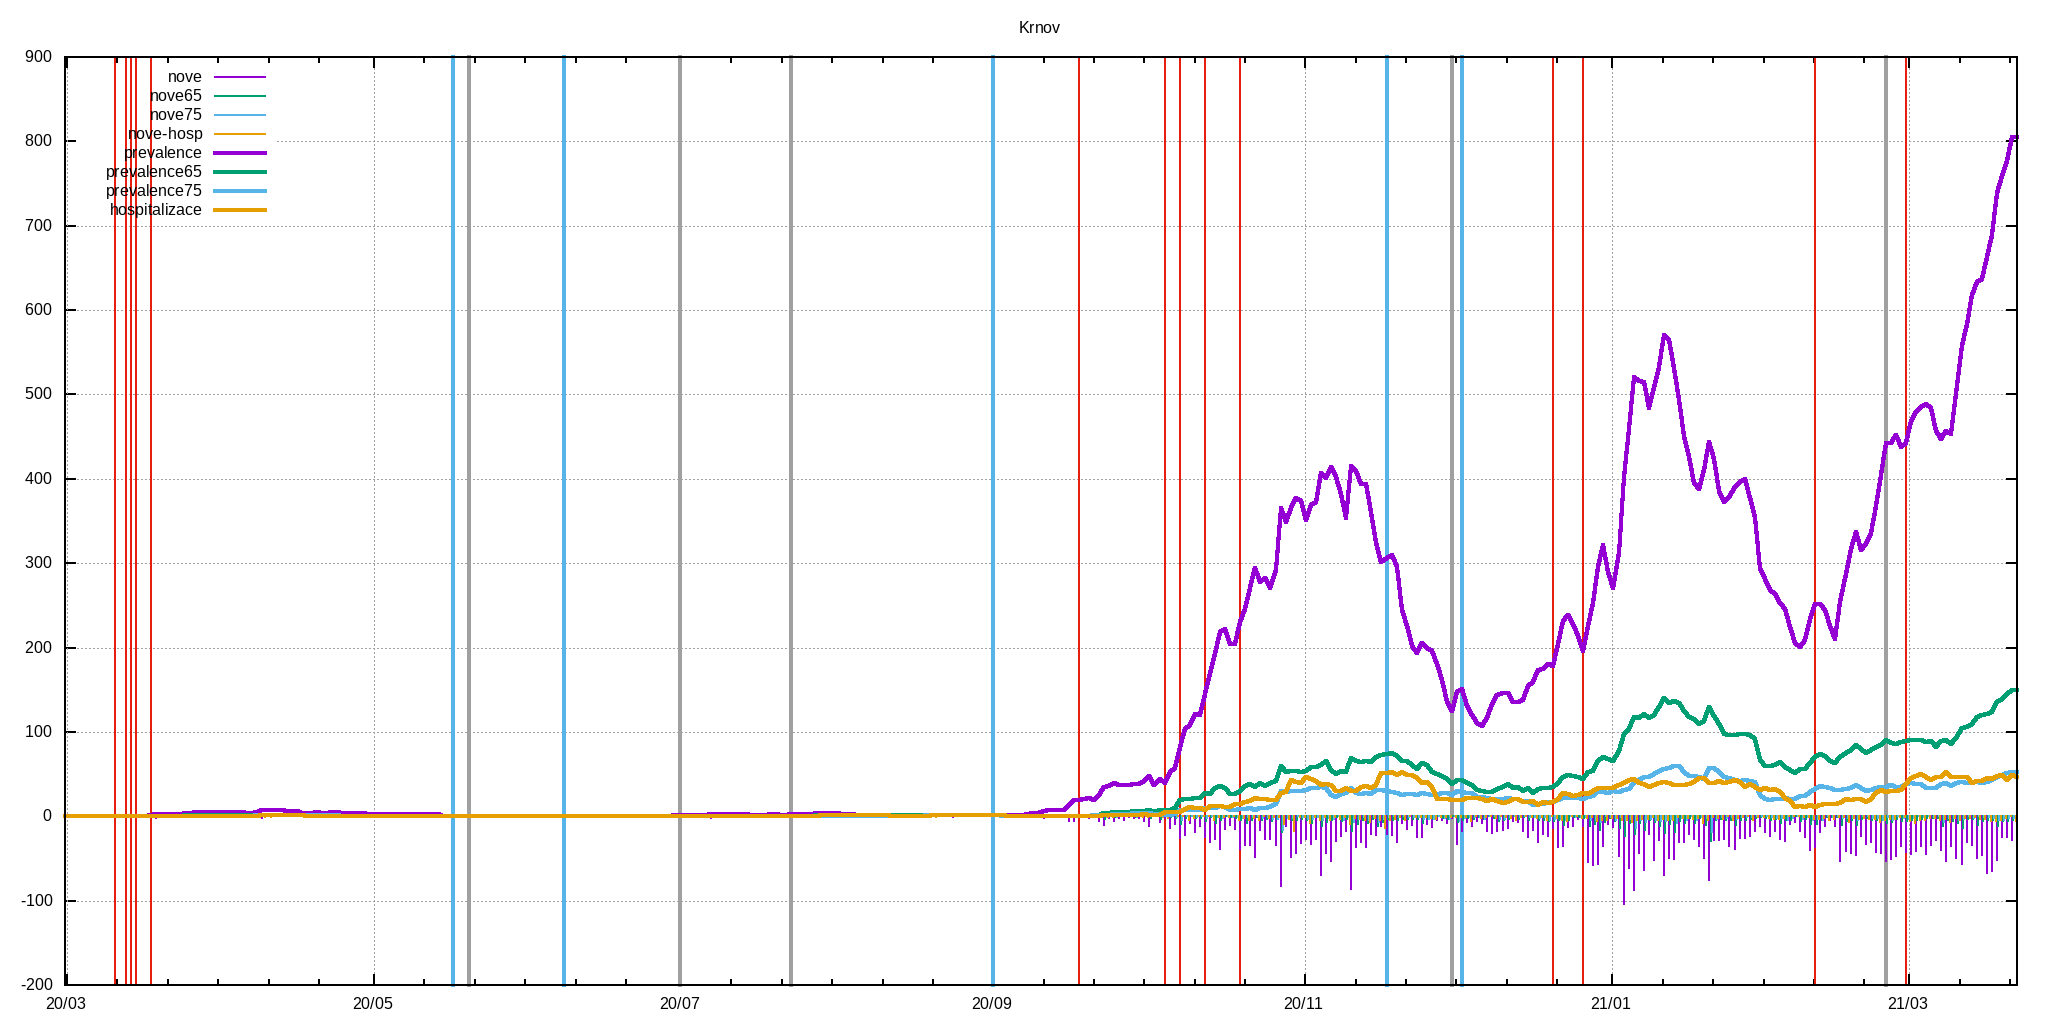 Krnov
900
nove
nove65
nove75
nove-hosp
800
prevalence
prevalence65
prevalence75
hospitalizace
700
600
500
400
300
200
100
0
-100
-200
20/03 20/05 20/07 20/09 20/11 21/01 21/03